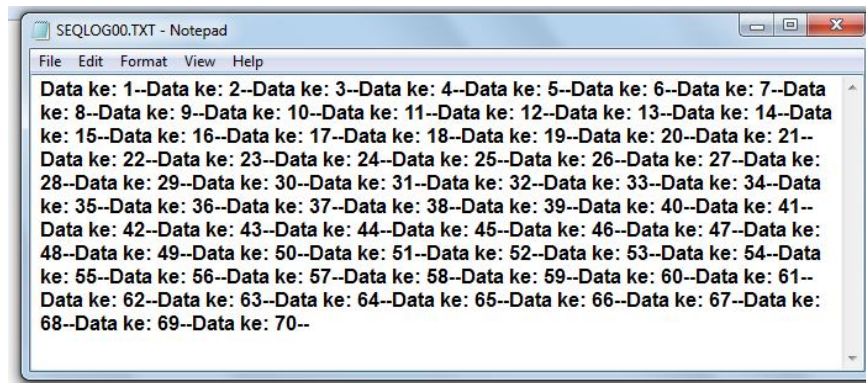 SEQLOG00.TXT - Notepad
File Edit Format View Help
Data ke: 1--Data ke: 2--Data ke: 3--Data ke: 4--Data ke: 5--Data ke: 6--Data ke: 7--Data
ke: 8--Data ke: 9--Data ke: 10--Data ke: 11--Data ke: 12--Data ke: 13--Data ke: 14--Data
ke: 15--Data ke: 16--Data ke: 17--Data ke: 18--Data ke: 19--Data ke: 20--Data ke: 21--
Data ke: 22--Data ke: 23--Data ke: 24--Data ke: 25--Data ke: 26--Data ke: 27--Data ke:
28--Data ke: 29--Data ke: 30--Data ke: 31--Data ke: 32--Data ke: 33--Data ke: 34--Data
ke: 35--Data ke: 36--Data ke: 37--Data ke: 38--Data ke: 39--Data ke: 40--Data ke: 41--
Data ke: 42--Data ke: 43--Data ke: 44--Data ke: 45--Data ke: 46--Data ke: 47--Data ke:
48--Data ke: 49--Data ke: 50--Data ke: 51--Data ke: 52--Data ke: 53--Data ke: 54--Data
ke: 55--Data ke: 56--Data ke: 57--Data ke: 58--Data ke: 59--Data ke: 60--Data ke: 61--
Data ke: 62--Data ke: 63--Data ke: 64--Data ke: 65--Data ke: 66--Data ke: 67--Data ke:
68--Data ke: 69--Data ke: 70--